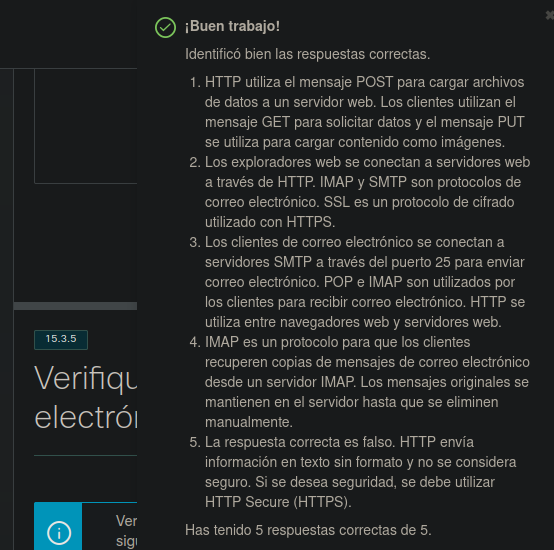 ¡Buen trabajo!
Identificó bien las respuestas correctas.
1. HTTP utiliza el mensaje POST para cargar archivos
de datos a un servidor web. Los clientes utilizan el
mensaje GET para solicitar datos y el mensaje PUT
se utiliza para cargar contenido como imágenes.
2. Los exploradores web se conectan a servidores web
a través de HTTP. IMAP y SMTP son protocolos de
correo electrónico. SSL es un protocolo de cifrado
utilizado con HTTPS.
3. Los clientes de correo electrónico se conectan a
servidores SMTP a través del puerto 25 para enviar
correo electrónico. POP e IMAP son utilizados por
los clientes para recibir correo electrónico. HTTP se
utiliza entre navegadores web y servidores web.
4. IMAP es un protocolo para que los clientes
recuperen copias de mensajes de correo electrónico
desde un servidor IMAP. Los mensajes originales se
mantienen en el servidor hasta que se eliminen
manualmente.
5. La respuesta correcta es falso. HTTP envía
información en texto sin formato y no se considera
seguro. Si se desea seguridad, se debe utilizar
HTTP Secure (HTTPS).
Has tenido 5 respuestas correctas de 5.
15.3.5
Verifiqu
electrón
Ver
sigu